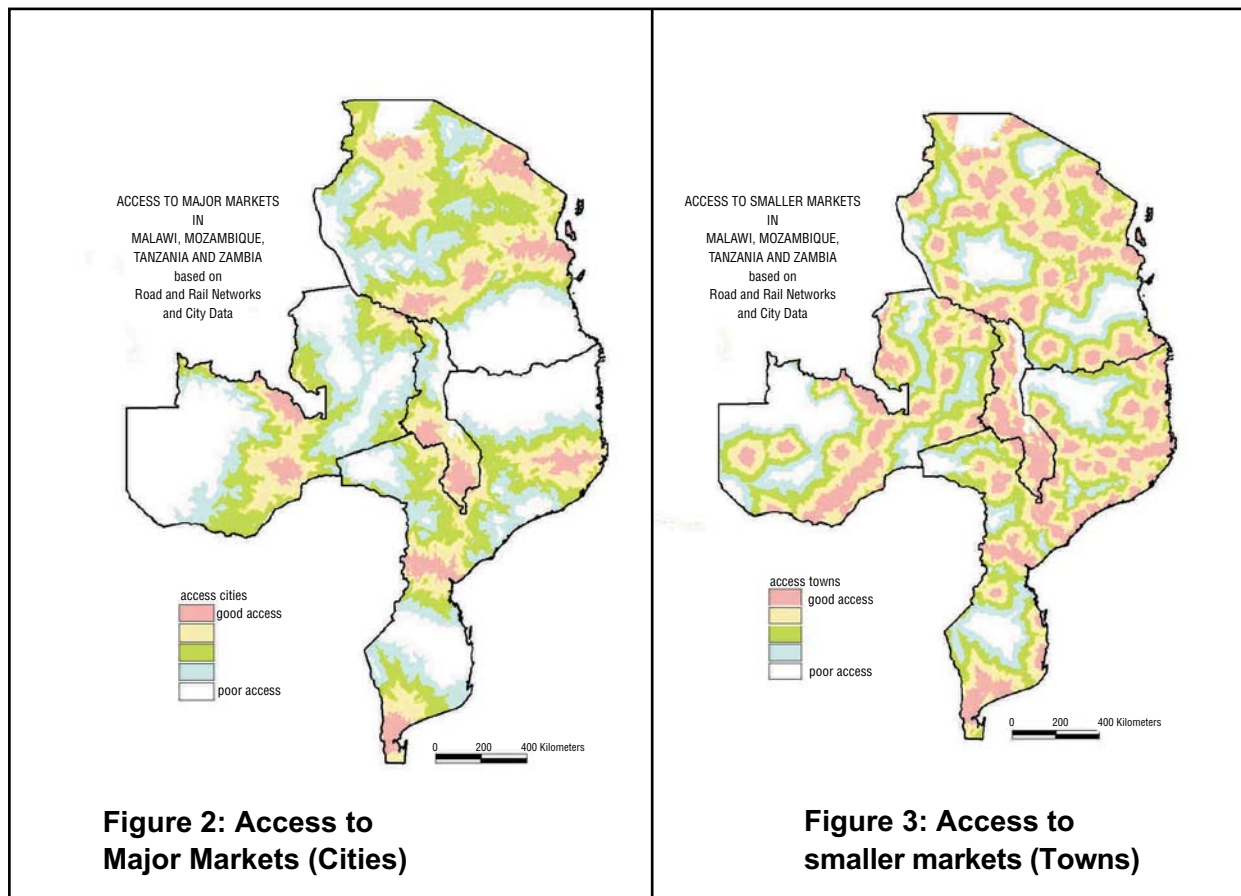 ACCESS TO MAJOR MARKETS
IN
MALAWI, MOZAMBIQUE,
TANZANIA AND ZAMBIA
based on
Road and Rail Networks
and City Data
access cities
good access
poor access
0 200 400 Kilometers
Figure 2: Access to
Major Markets (Cities)
ACCESS TO SMALLER MARKETS
IN
MALAWI, MOZAMBIQUE,
TANZANIA AND ZAMBIA
based on
Road and Rail Networks
and City Data
access towns
good access
poor access
0 200 400 Kilometers
Figure 3: Access to
smaller markets (Towns)